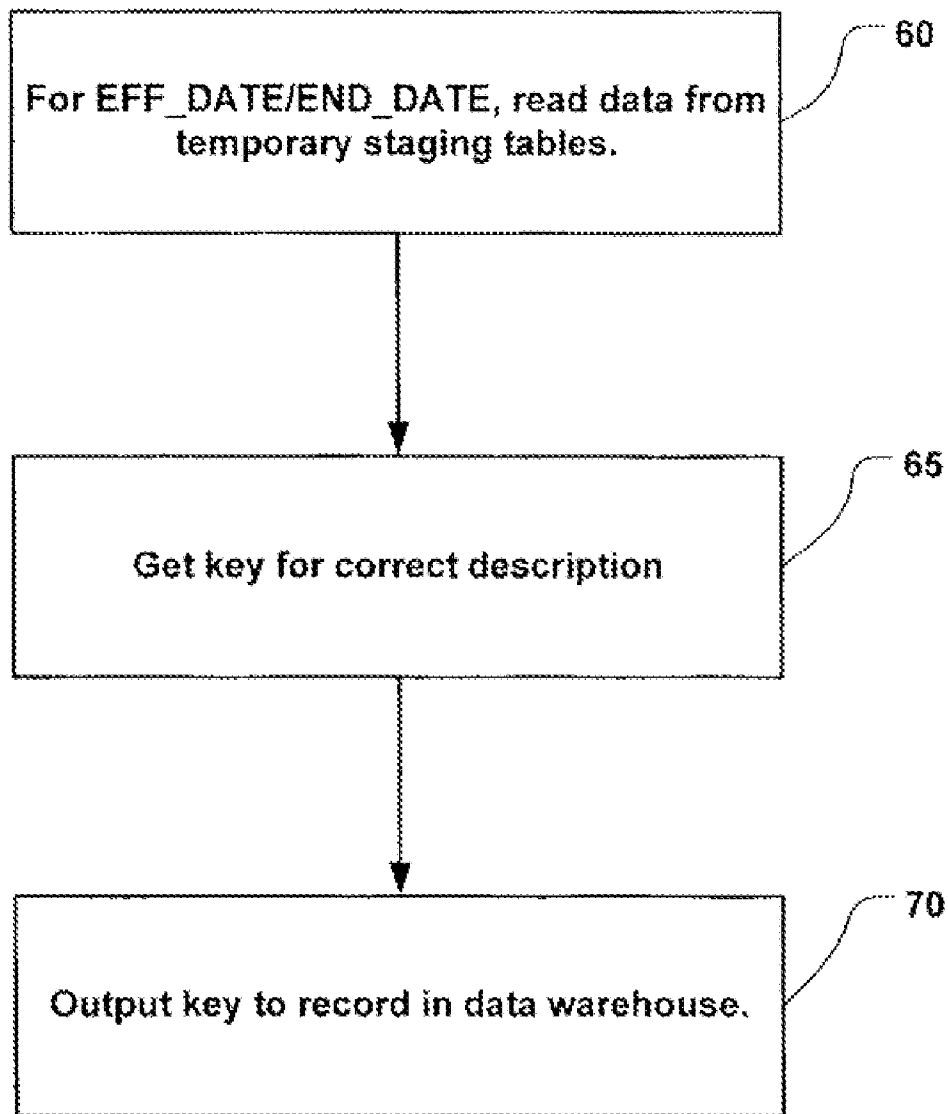 60
For EFF_DATE/END_DATE, read data from
temporary staging tables.
65
Get key for correct description
70
Output key to record in data warehouse.